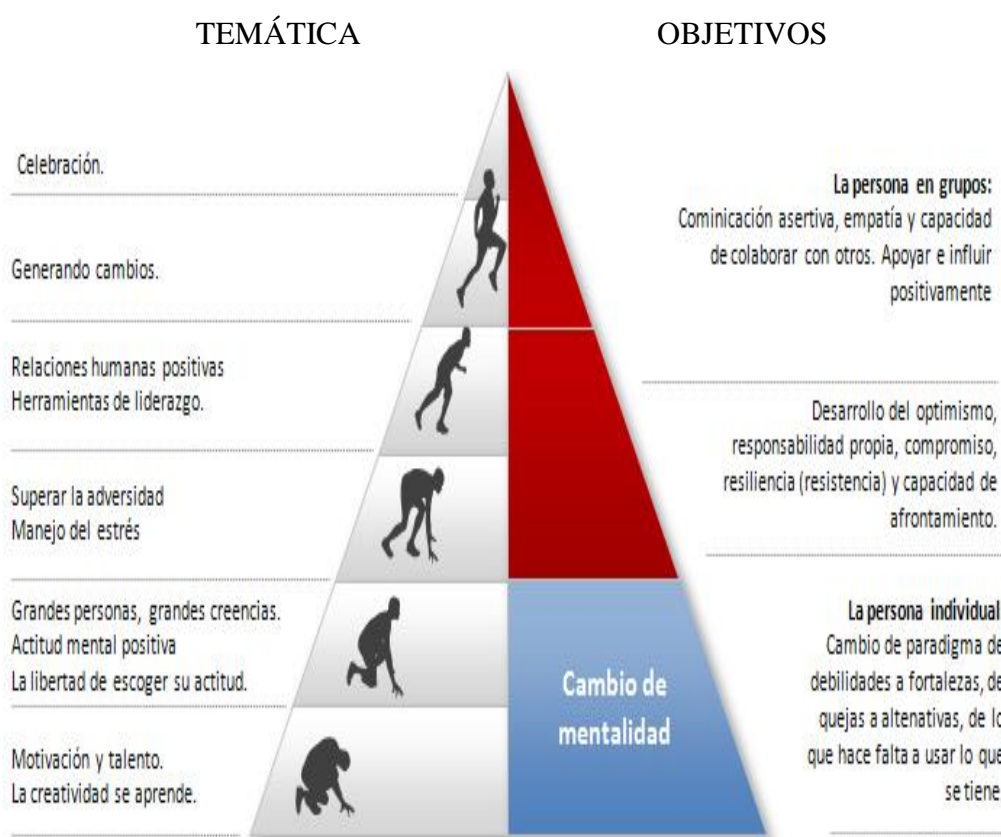 TEMÁTICA
OBJETIVOS
Celebración.
Generando cambios.
Relaciones humanas positivas
Herramientas de liderazgo.
Superar la adversidad
Manejo del estrés
Grandes personas, grandes creencias.
Actitud mental positiva
La libertad de escoger su actitud.
Motivación y talento.
La creatividad se aprende.
Cambio de
mentalidad
La persona en grupos:
Cominicación asertiva, empatía y capacidad
de colaborar con otros. Apoyar e influir
positivamente
Desarrollo del optimismo,
responsabilidad propia, compromiso,
resiliencia (resistencia) y capacidad de
afrontamiento.
La persona individual
Cambio de paradigma de
debilidades a fortalezas, de
quejas a altenativas, de lo
que hace falta a usar lo que
se tiene